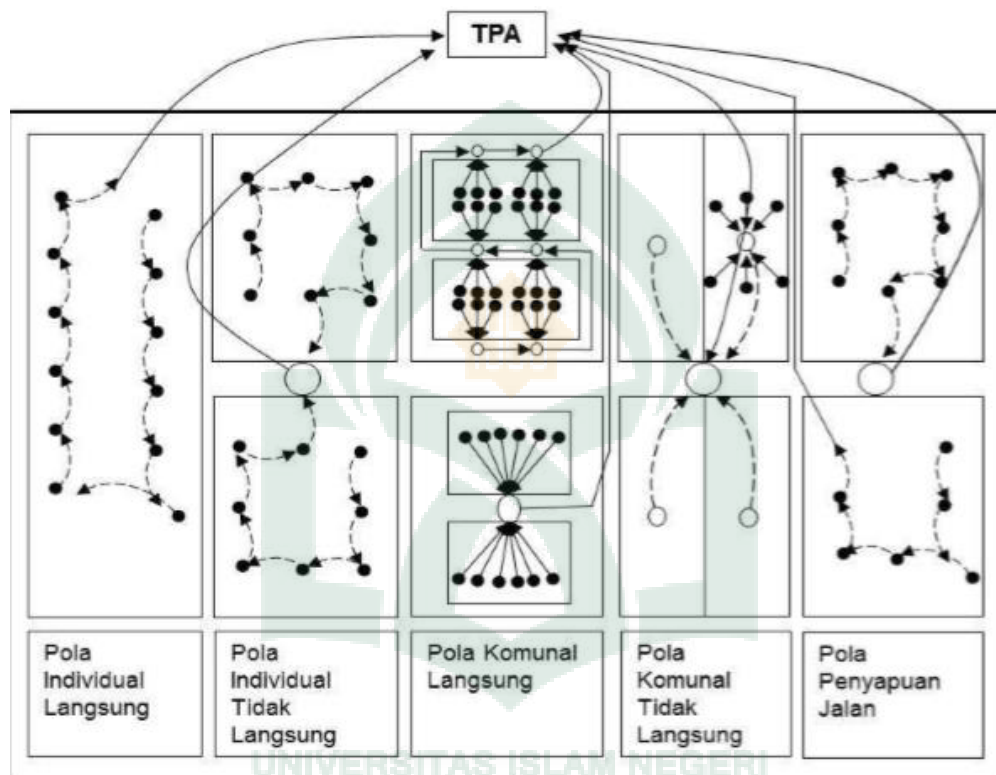 TPA
Pola
Individual
Langsung
Pola
Individual
Tidak
Langsung
Pola Komunal
Langsung
Pola
Komunal
Tidak
Langsung
Pola
Penyapuan
Jalan
UNIVERSITAS ISLAM NEGERI